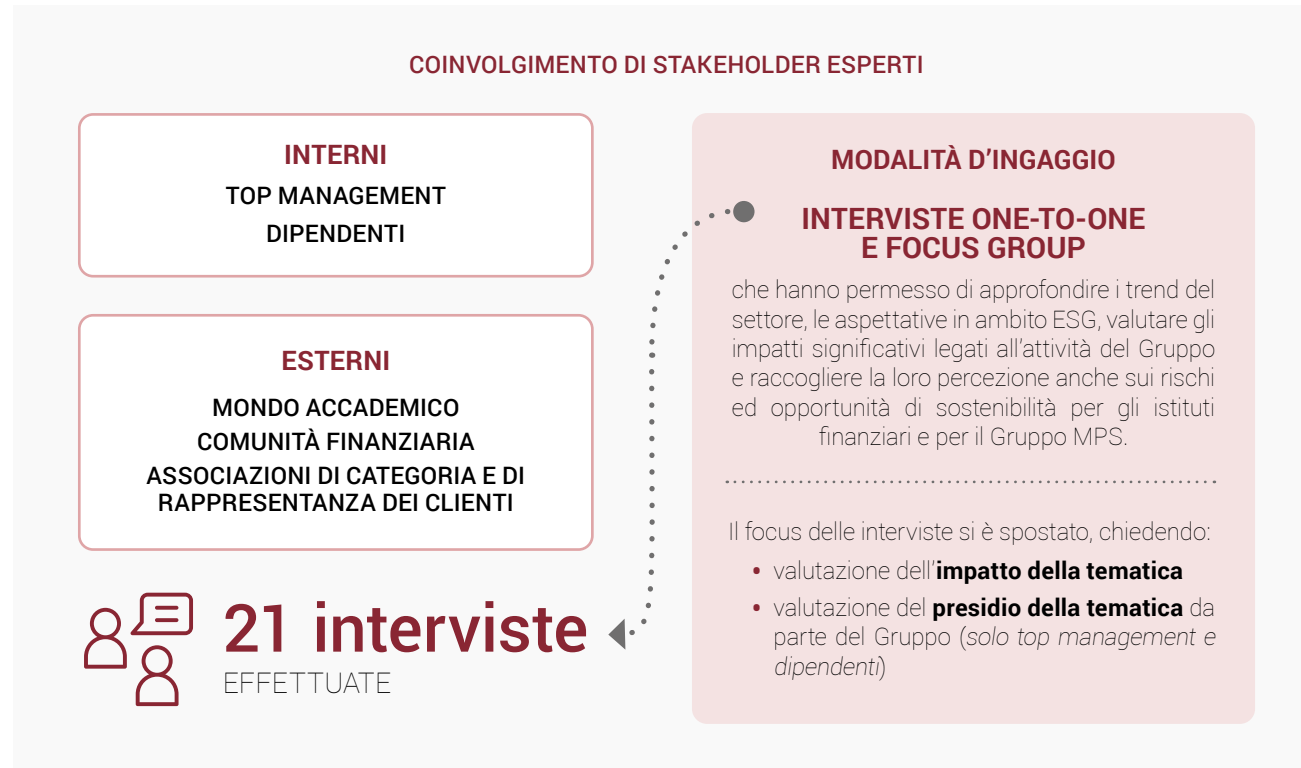 COINVOLGIMENTO DI STAKEHOLDER ESPERTI
INTERNI
TOP MANAGEMENT
DIPENDENTI
ESTERNI
MONDO ACCADEMICO
COMUNITÀ FINANZIARIA
ASSOCIAZIONI DI CATEGORIA E DI
RAPPRESENTANZA DEI CLIENTI
21 interviste
EFFETTUATE
MODALITÀ D'INGAGGIO
INTERVISTE ONE-TO-ONE
E FOCUS GROUP
che hanno permesso di approfondire i trend del
settore, le aspettative in ambito ESG, valutare gli
impatti significativi legati all'attività del Gruppo
e raccogliere la loro percezione anche sui rischi
ed opportunità di sostenibilità per gli istituti
finanziari e per il Gruppo MPS.
Il focus delle interviste si è spostato, chiedendo:
• valutazione dell'impatto della tematica
• valutazione del presidio della tematica da
parte del Gruppo (solo top management e
dipendenti)